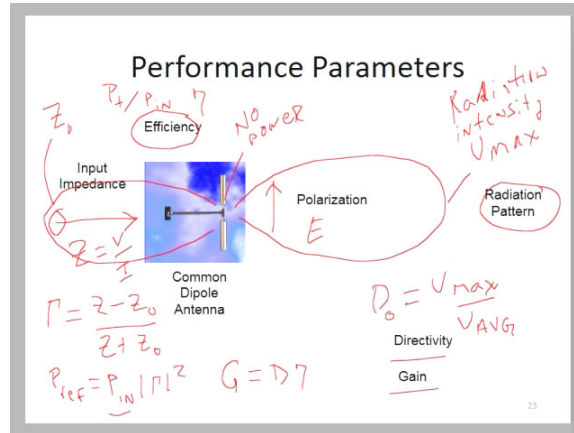 Performance Parameters
Pt/PIN η
Efficiency
Z₀
NO
POWER
Radiation
intensity
Umax
Input
Impedance
Z = V/I
Common
Dipole
Antenna
Polarization
E
Radiation
Pattern
Γ = (Z-Z₀)/(Z+Z₀)
D₀ = Umax/UAVG
Directivity
Pref = PIN|Γ|²
G = Dη
Gain
23